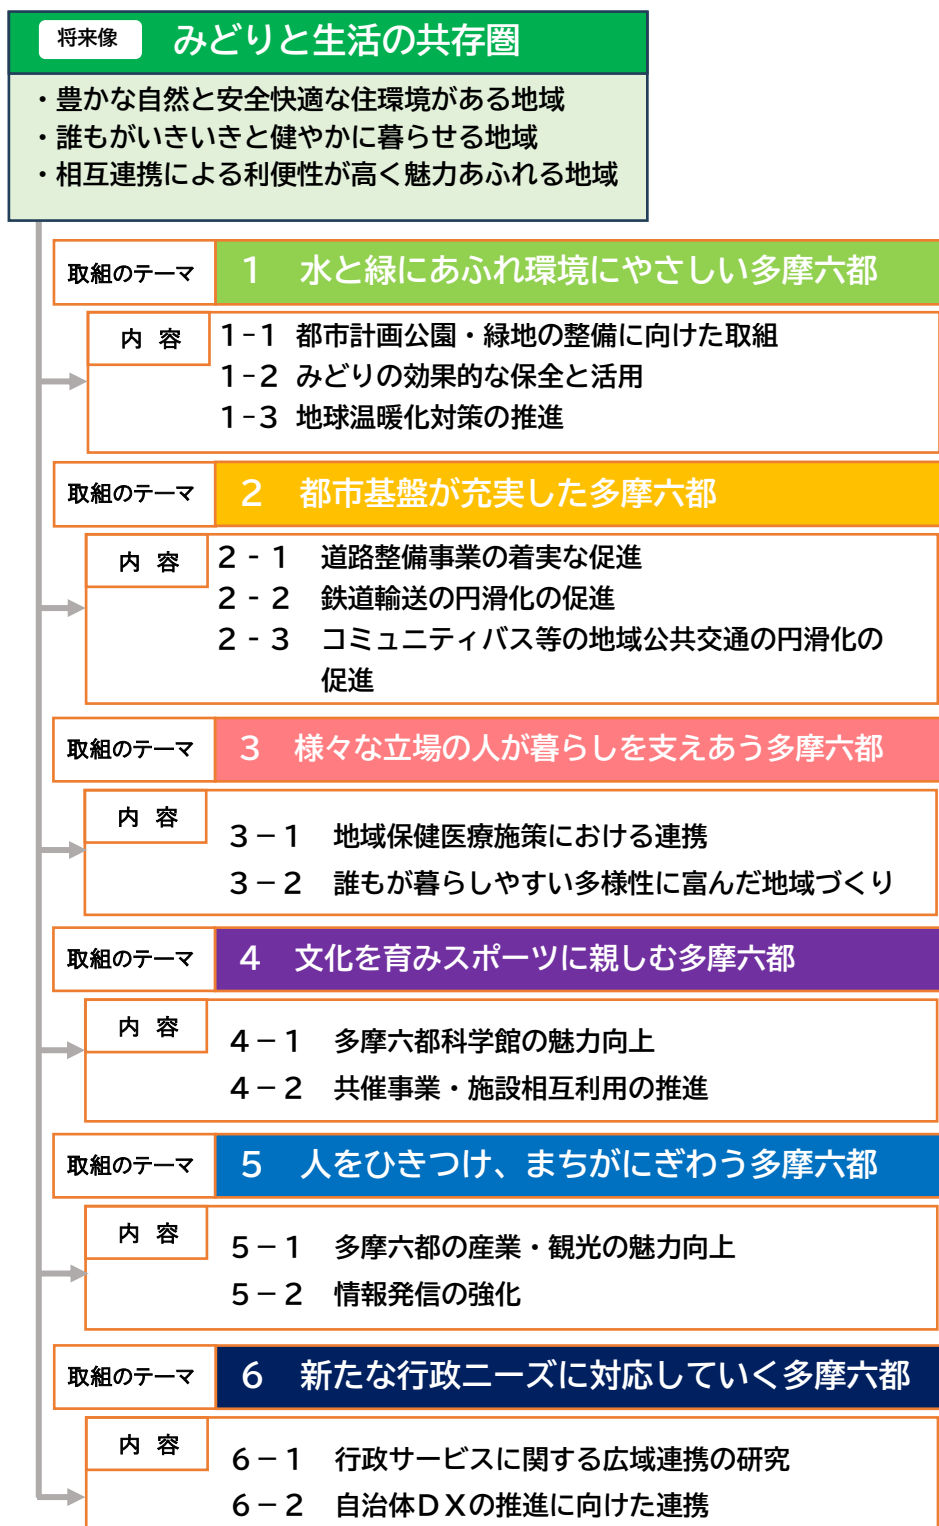 将来像 みどりと生活の共存圏
・豊かな自然と安全快適な住環境がある地域
・誰もがいきいきと健やかに暮らせる地域
・相互連携による利便性が高く魅力あふれる地域
取組のテーマ 1 水と緑にあふれ環境にやさしい多摩六都
内 容
1-1 都市計画公園・緑地の整備に向けた取組
1-2 みどりの効果的な保全と活用
1-3 地球温暖化対策の推進
取組のテーマ 2 都市基盤が充実した多摩六都
内 容
2-1 道路整備事業の着実な促進
2-2 鉄道輸送の円滑化の促進
2-3 コミュニティバス等の地域公共交通の円滑化の
促進
取組のテーマ 3 様々な立場の人が暮らしを支えあう多摩六都
内 容
3-1 地域保健医療施策における連携
3-2 誰もが暮らしやすい多様性に富んだ地域づくり
取組のテーマ 4 文化を育みスポーツに親しむ多摩六都
内 容
4-1 多摩六都科学館の魅力向上
4-2 共催事業・施設相互利用の推進
取組のテーマ 5 人をひきつけ、まちがにぎわう多摩六都
内 容
5-1 多摩六都の産業・観光の魅力向上
5-2 情報発信の強化
取組のテーマ 6 新たな行政ニーズに対応していく多摩六都
内 容
6-1 行政サービスに関する広域連携の研究
6-2 自治体DXの推進に向けた連携